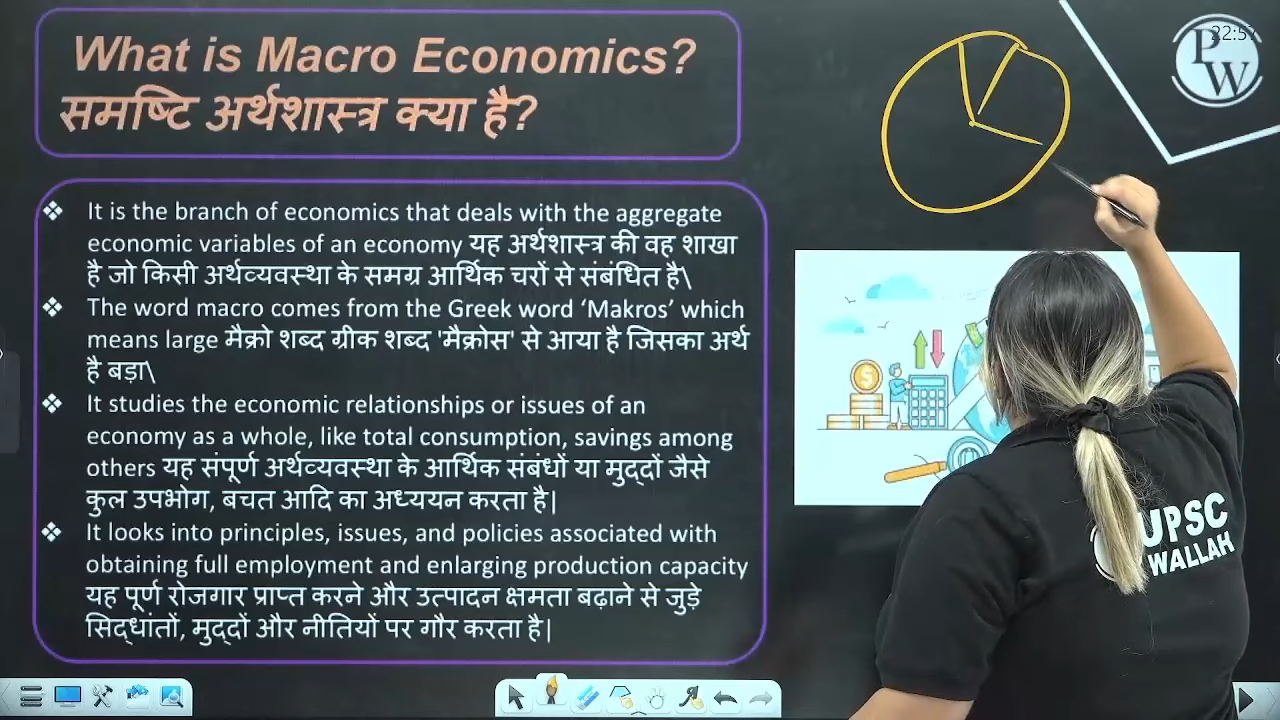 What is Macro Economics?
समष्टि अर्थशास्त्र क्या है?
❖ It is the branch of economics that deals with the aggregate
economic variables of an economy यह अर्थशास्त्र की वह शाखा
है जो किसी अर्थव्यवस्था के समग्र आर्थिक चरों से संबंधित है\
❖ The word macro comes from the Greek word ‘Makros’ which
means large मैक्रो शब्द ग्रीक शब्द 'मैक्रोस' से आया है जिसका अर्थ
है बड़ा\
❖ It studies the economic relationships or issues of an
economy as a whole, like total consumption, savings among
others यह संपूर्ण अर्थव्यवस्था के आर्थिक संबंधों या मुद्दों जैसे
कुल उपभोग, बचत आदि का अध्ययन करता है|
❖ It looks into principles, issues, and policies associated with
obtaining full employment and enlarging production capacity
यह पूर्ण रोजगार प्राप्त करने और उत्पादन क्षमता बढ़ाने से जुड़े
सिद्धांतों, मुद्दों और नीतियों पर गौर करता है|
PW
UPSC
WALLAH